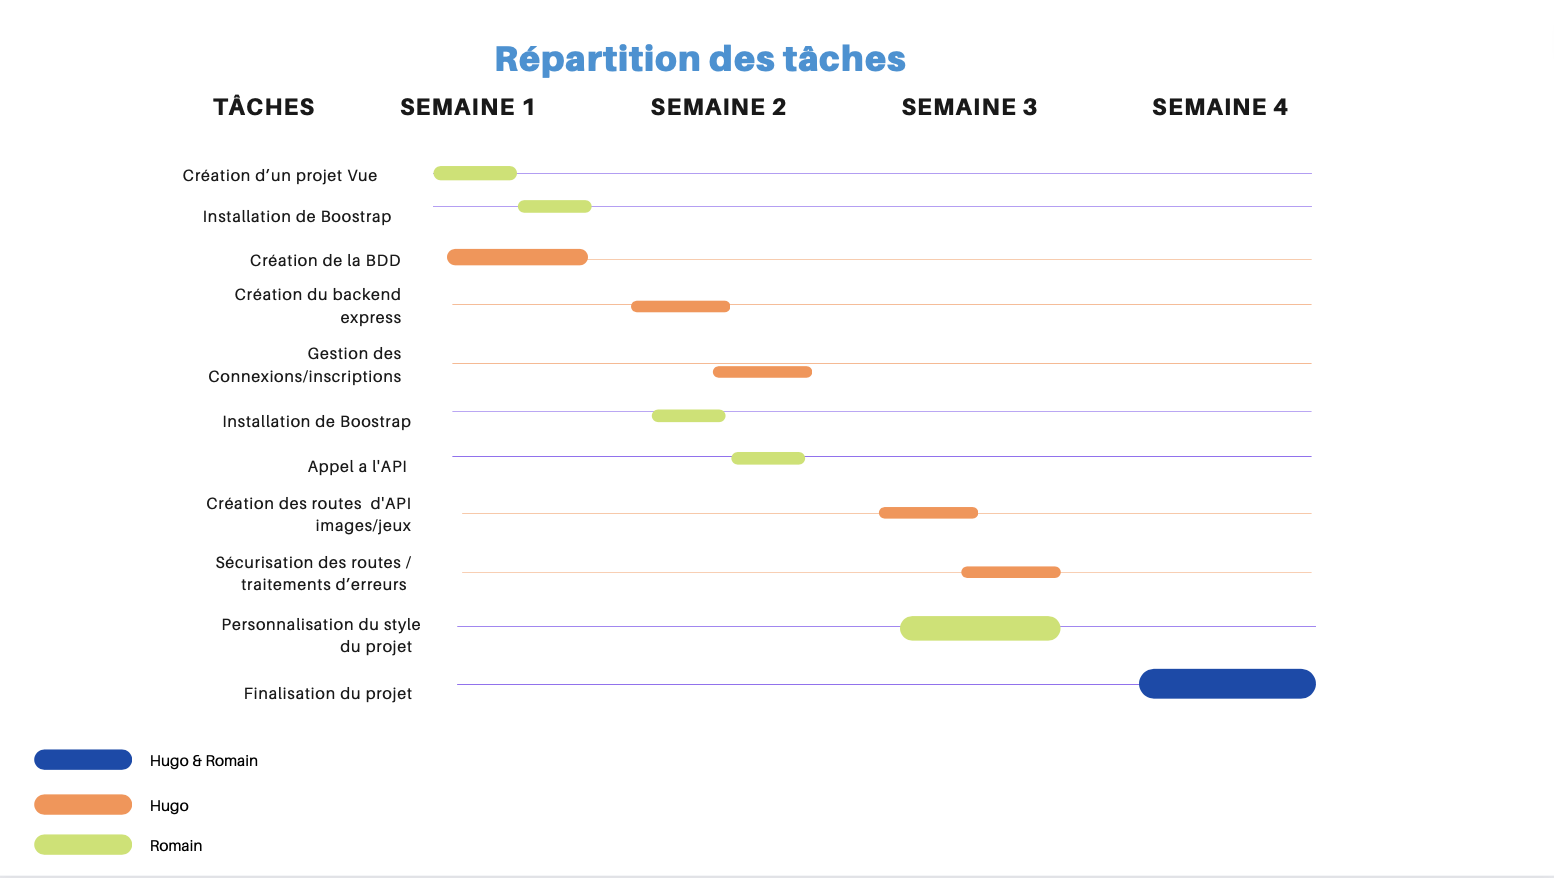 Répartition des tâches
TÂCHES SEMAINE 1 SEMAINE 2 SEMAINE 3 SEMAINE 4
Création d’un projet Vue
Installation de Boostrap
Création de la BDD
Création du backend
express
Gestion des
Connexions/inscriptions
Installation de Boostrap
Appel a l'API
Création des routes  d'API
images/jeux
Sécurisation des routes /
traitements d’erreurs
Personnalisation du style
du projet
Finalisation du projet
Hugo & Romain
Hugo
Romain